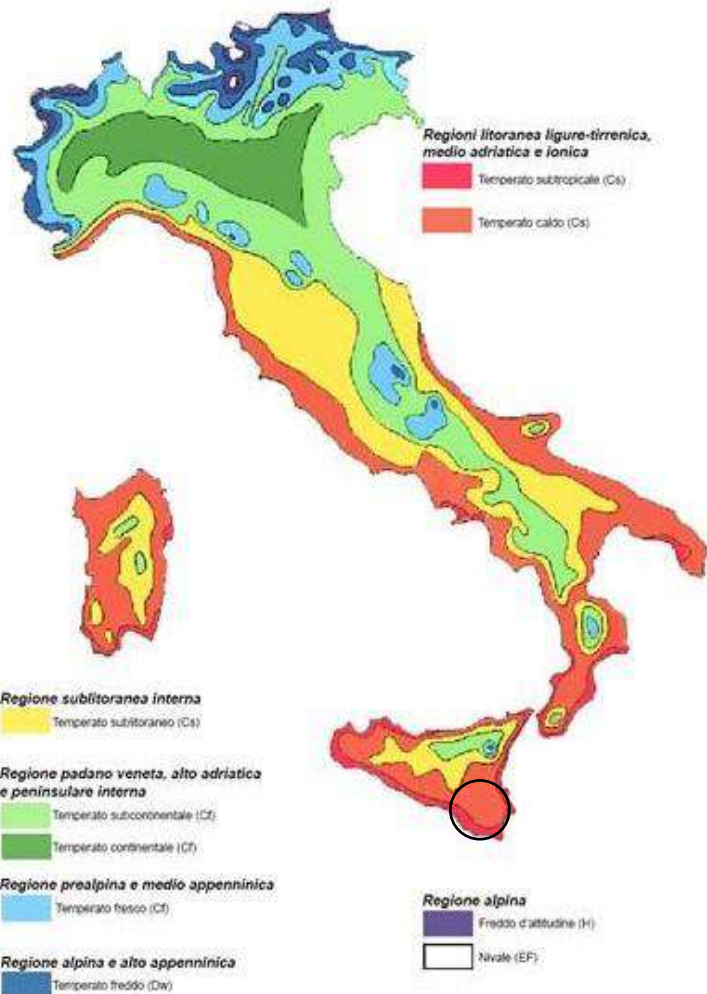 Regioni litoranea ligure-tirrenica,
medio adriatica e ionica
Temperato subtropicale (Cs)
Temperato caldo (Cs)
Regione sublitoranea interna
Temperato sublitoraneo (Cs)
Regione padano veneta, alto adriatica
e peninsulare interna
Temperato subcontinentale (Cf)
Temperato continentale (Cf)
Regione prealpina e medio appenninica
Temperato fresco (Cf)
Regione alpina e alto appenninica
Temperato freddo (Dw)
Regione alpina
Freddo d'altitudine (H)
Nivale (EF)